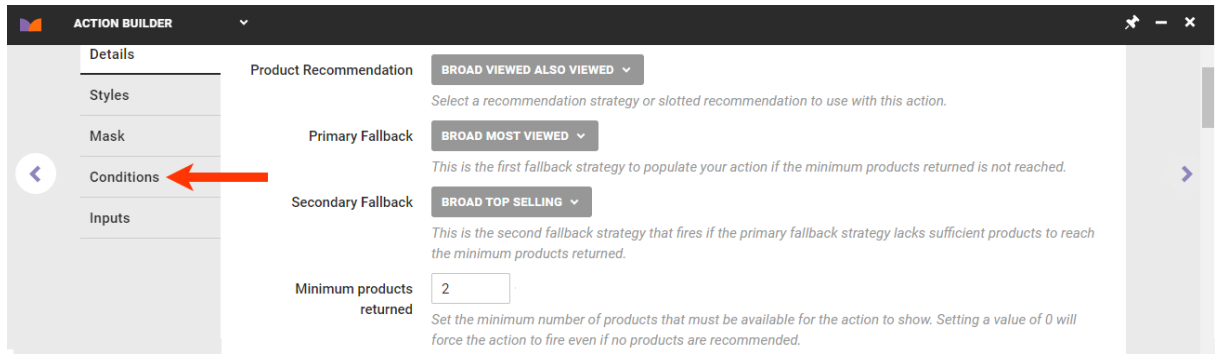 ACTION BUILDER
Details
Styles
Mask
Conditions
Inputs
Product Recommendation
BROAD VIEWED ALSO VIEWED
Select a recommendation strategy or slotted recommendation to use with this action.
Primary Fallback
BROAD MOST VIEWED
This is the first fallback strategy to populate your action if the minimum products returned is not reached.
Secondary Fallback
BROAD TOP SELLING
This is the second fallback strategy that fires if the primary fallback strategy lacks sufficient products to reach
the minimum products returned.
Minimum products
returned
2
Set the minimum number of products that must be available for the action to show. Setting a value of 0 will
force the action to fire even if no products are recommended.